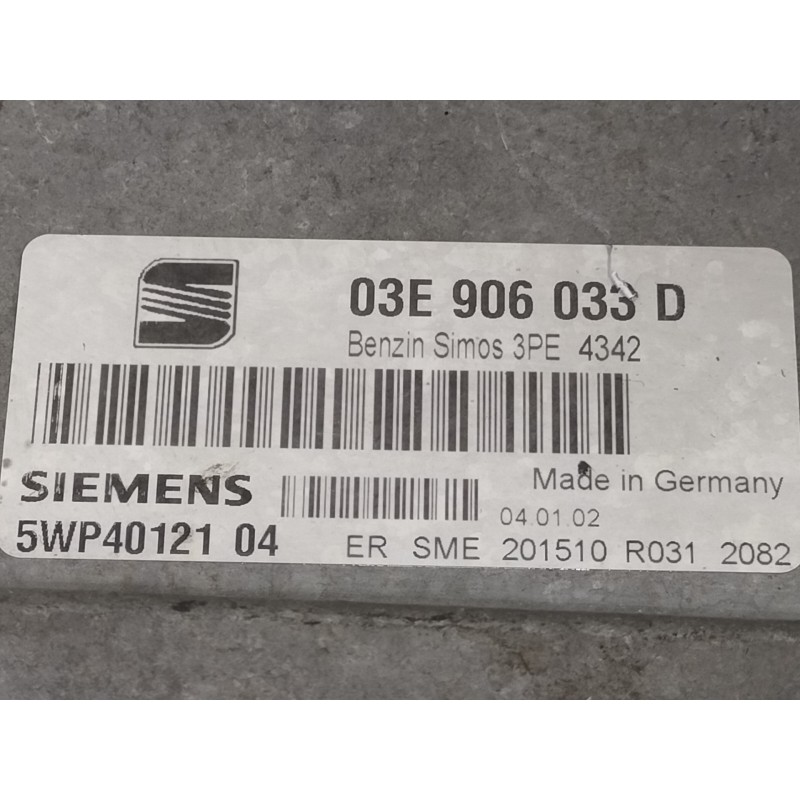 03E 906 033 D
Benzin Simos 3PE 4342
SIEMENS
Made in Germany
04.01.02
5WP40121 04
ER SME 201510 R031 2082